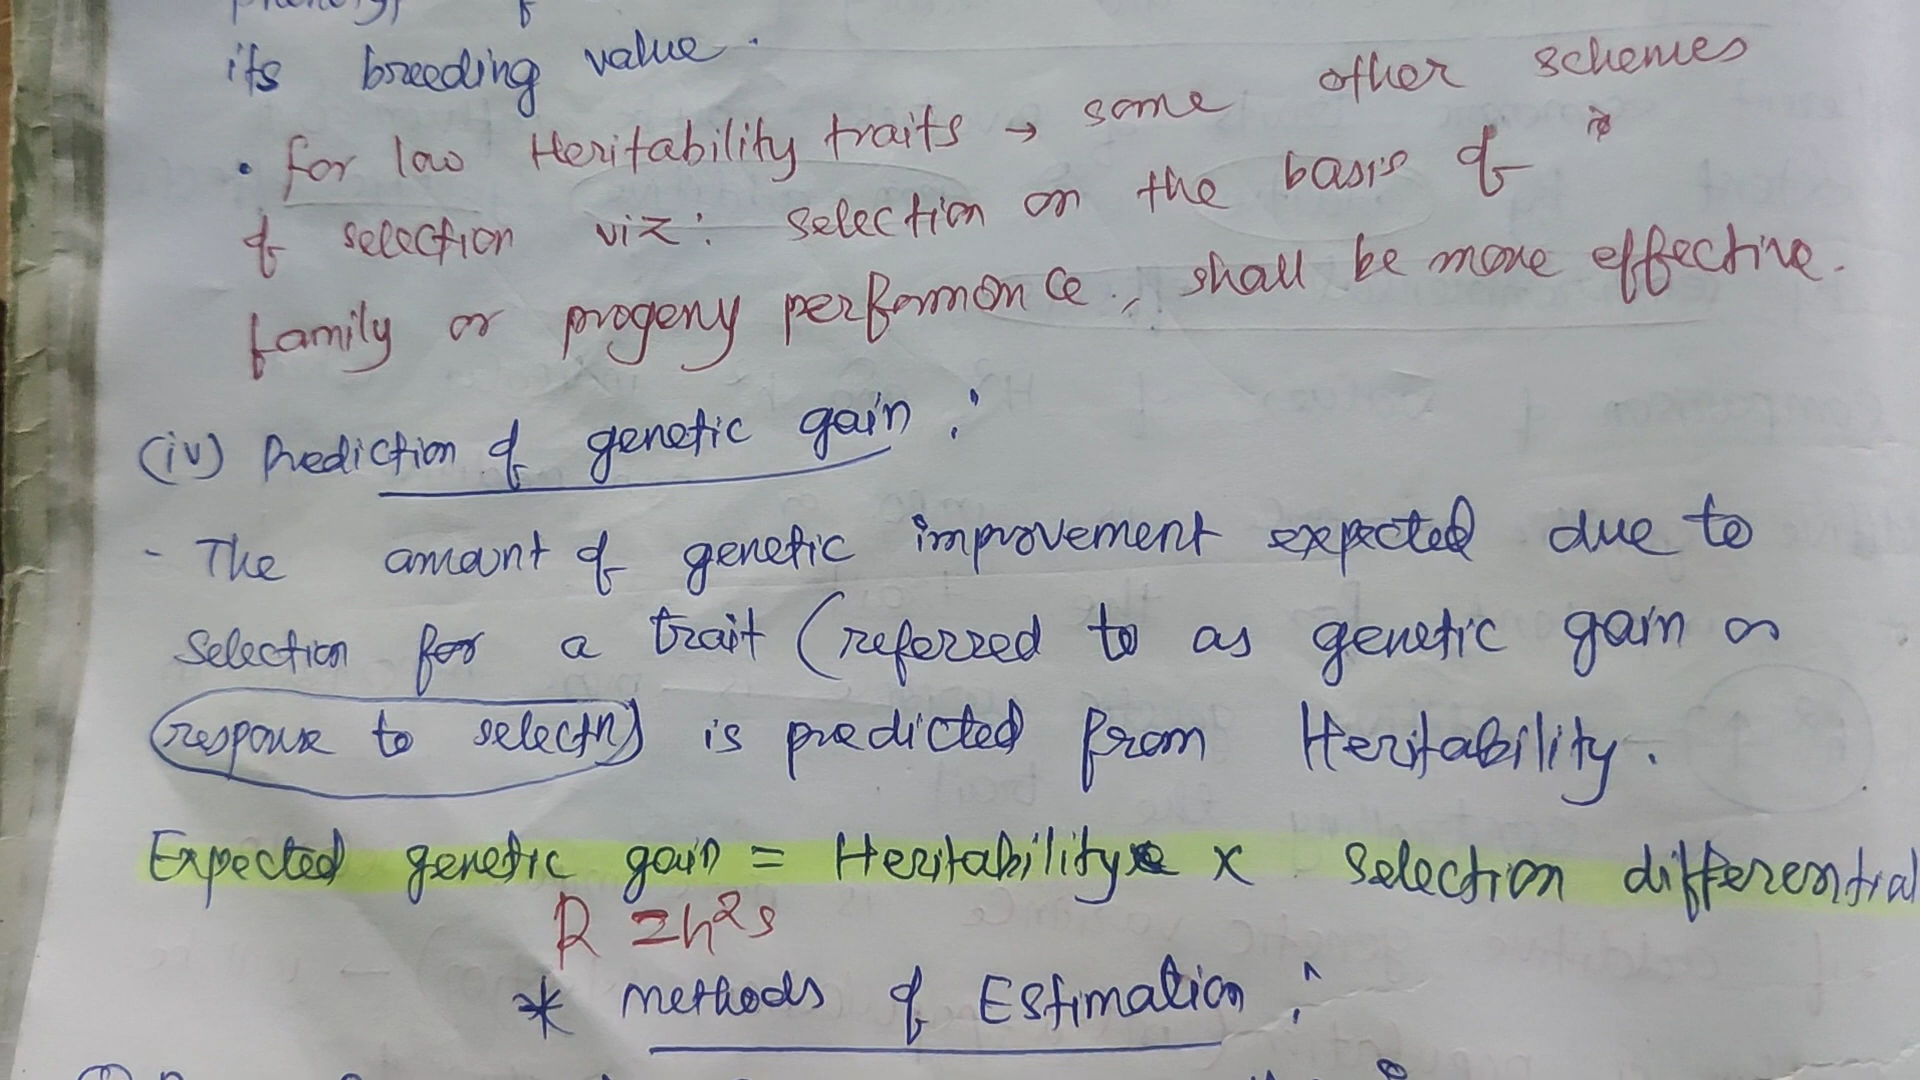 its breeding value.
• for low Heritability traits → some other schemes
of selection viz: selection on the basis of
family or progeny performance, shall be more effective.
(iv) Prediction of genetic gain :
- The amount of genetic improvement expected due to
selection for a trait (referred to as genetic gain or
response to selectn) is predicted from Heritability.
Expected genetic gain = Heritability x Selection differential
R = h²s
* Methods of Estimation :